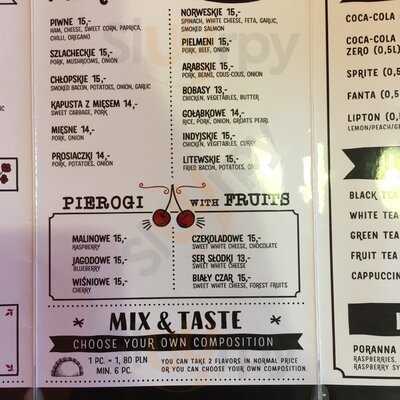 PIWNE 15,-
HAM, CHEESE, SWEET CORN, PAPRICA,
CHILLI, OREGANO
SZLACHECKIE 15,-
PORK, MUSHROOMS, ONION
CHŁOPSKIE 15,-
SMOKED BACON, POTATOES, ONION, GARLIC
KAPUSTA Z MIĘSEM 14,-
SWEET CABBAGE, PORK
MIĘSNE 14,-
PORK, ONION
PROSIACZKI 14,-
PORK, POTATOES, ONION
NORWESKIE 15,-
SPINACH, WHITE CHEESE, FETA, GARLIC,
SMOKED SALMON
PIELMENI 15,-
PORK, BEEF, ONION
ARABSKIE 15,-
PORK, BEANS, COUS-COUS, ONION
BOBASY 13,-
CHICKEN, VEGETABLES, BUTTER
GOŁĄBKOWE 14,-
RICE, PORK, ONION, GROATS PEARL
INDYJSKIE 15,-
CHICKEN, VEGETABLES, CURRY
LITEWSKIE 15,-
FRIED BACON, POTATOES, ONION
PIEROGI WITH FRUITS
MALINOWE 15,-
RASPBERRY
JAGODOWE 15,-
BLUEBERRY
WIŚNIOWE 15,-
CHERRY
CZEKOLADOWE 15,-
SWEET WHITE CHEESE, CHOCOLATE
SER SŁODKI 13,-
SWEET WHITE CHEESE
BIAŁY CZAR 15,-
SWEET WHITE CHEESE, FOREST FRUITS
MIX & TASTE
CHOOSE YOUR OWN COMPOSITION
1 PC. - 1,80 PLN
MIN. 6 PC.
YOU CAN TAKE 2 FLAVORS IN NORMAL PRICE
OR YOU CAN CHOOSE YOUR OWN COMPOSITION
COCA-COLA
COCA-COLA
ZERO (0,5L)
SPRITE (0,5
FANTA (0,5
LIPTON (0,5
LEMON/PEACH/G
BLACK TEA
WHITE TEA
GREEN TEA
FRUIT TEA
CAPPUCCIN
PORANNA
RASPBERRIES,
RASPBERRY SY